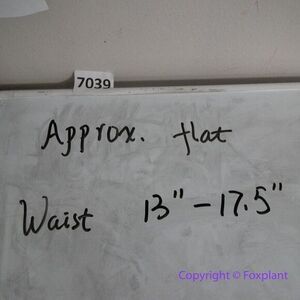 7039
Approx. flat
Waist 13" - 17.5"
Copyright © Foxplant